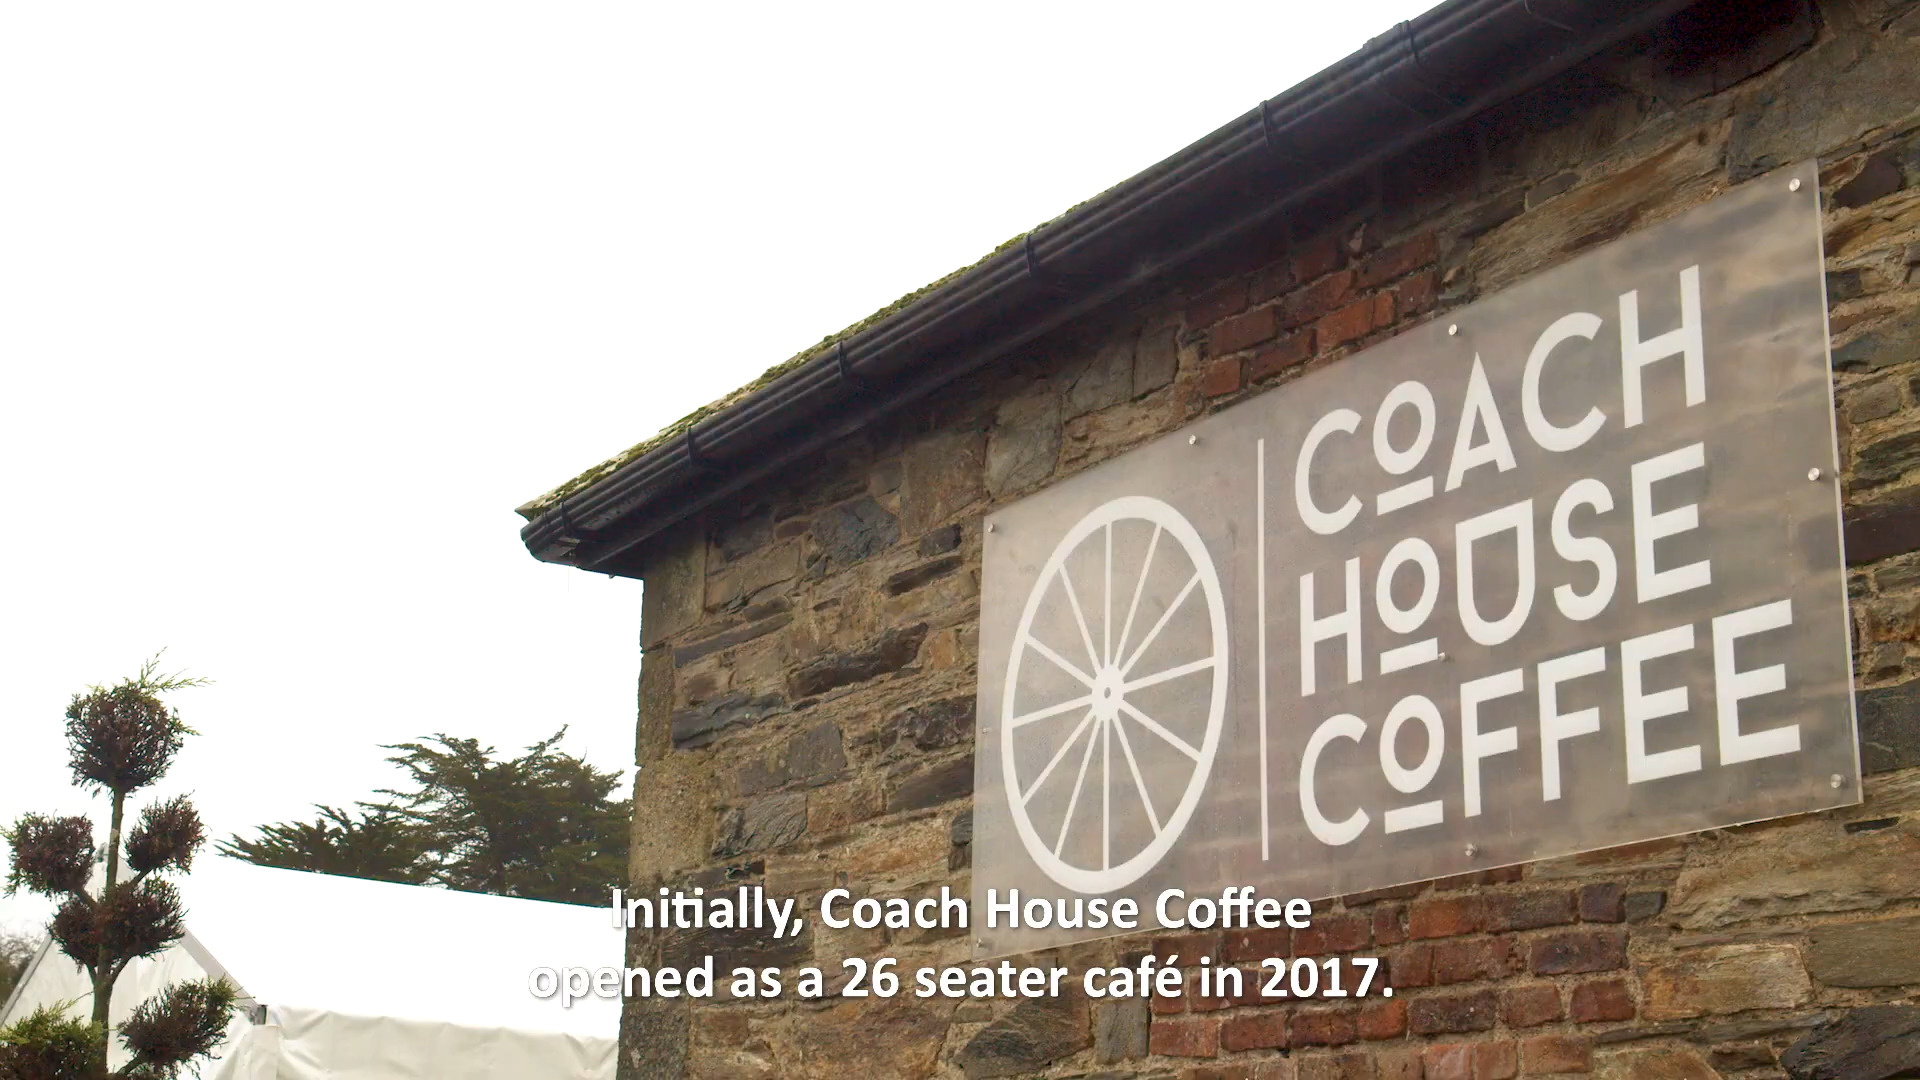 COACH
HOUSE
COFFEE
Initially, Coach House Coffee
opened as a 26 seater café in 2017.